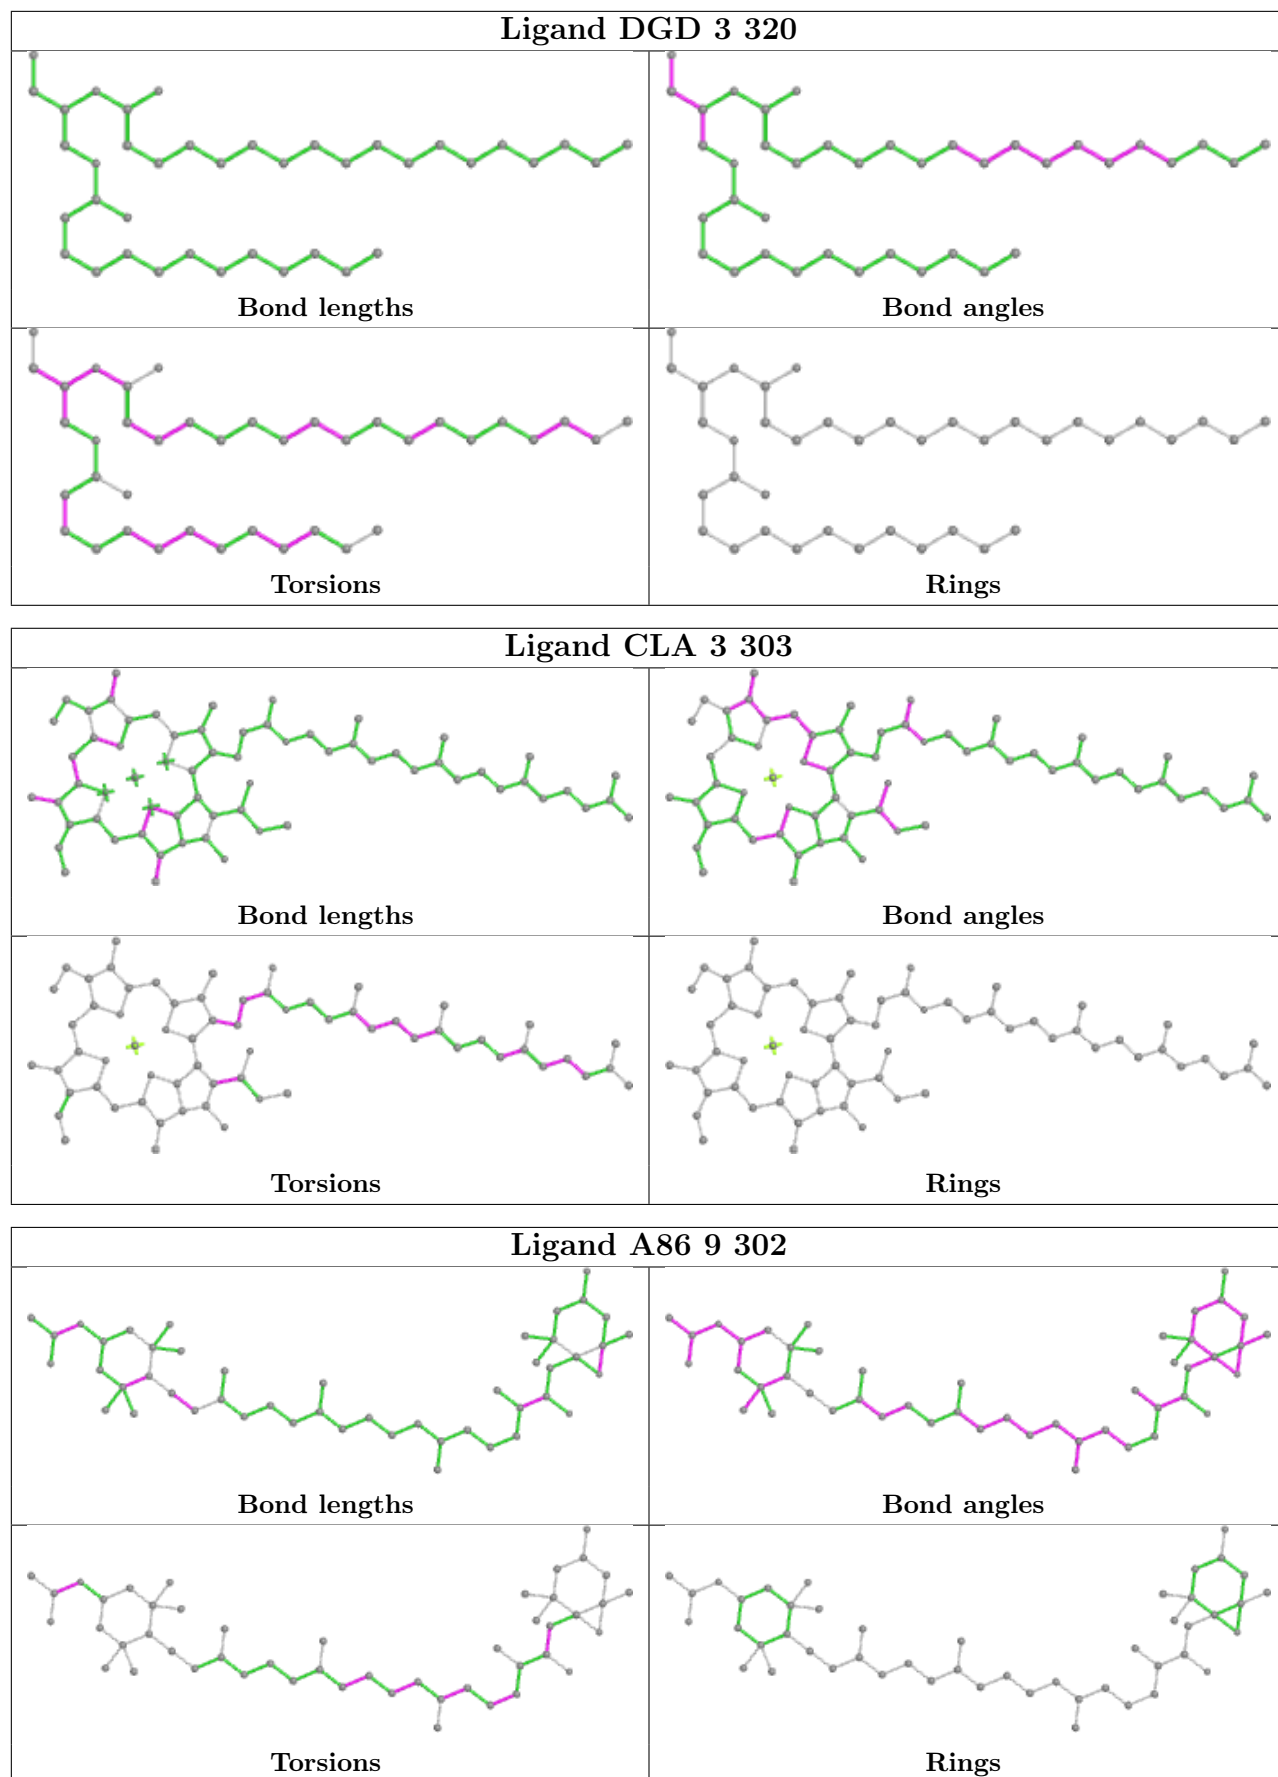 Ligand DGD 3 320
Bond lengths
Bond angles
Torsions
Rings
Ligand CLA 3 303
Bond lengths
Bond angles
Torsions
Rings
Ligand A86 9 302
Bond lengths
Bond angles
Torsions
Rings